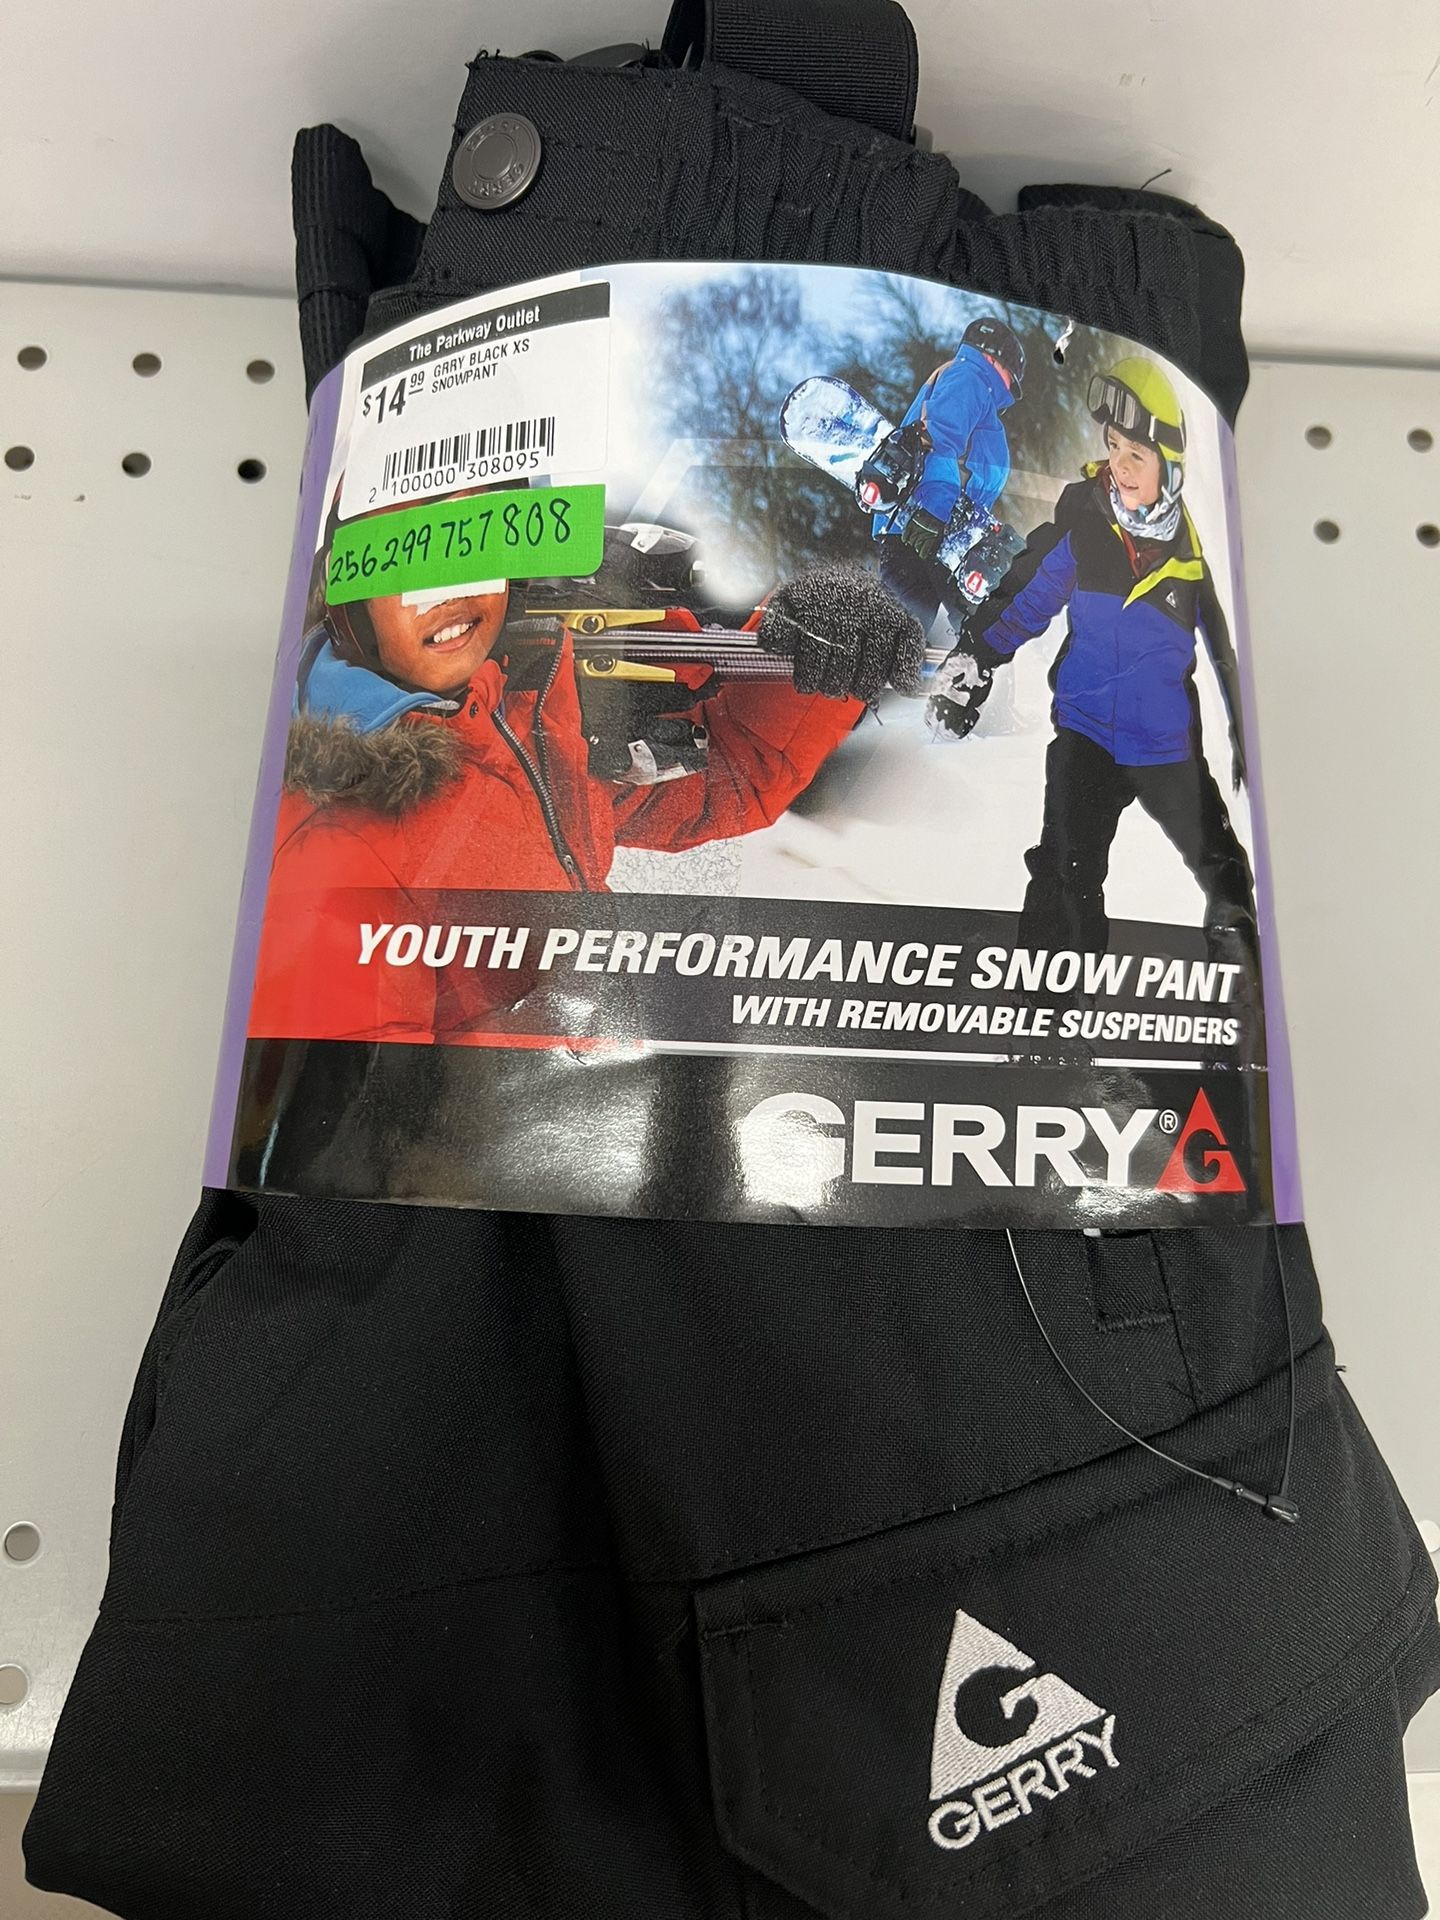 GERRY
The Parkway Outlet
$14.99 GRRY BLACK XS
SNOWPANT
2 100000 308095
256299757808
YOUTH PERFORMANCE SNOW PANT
WITH REMOVABLE SUSPENDERS
GERRY® G
G
GERRY